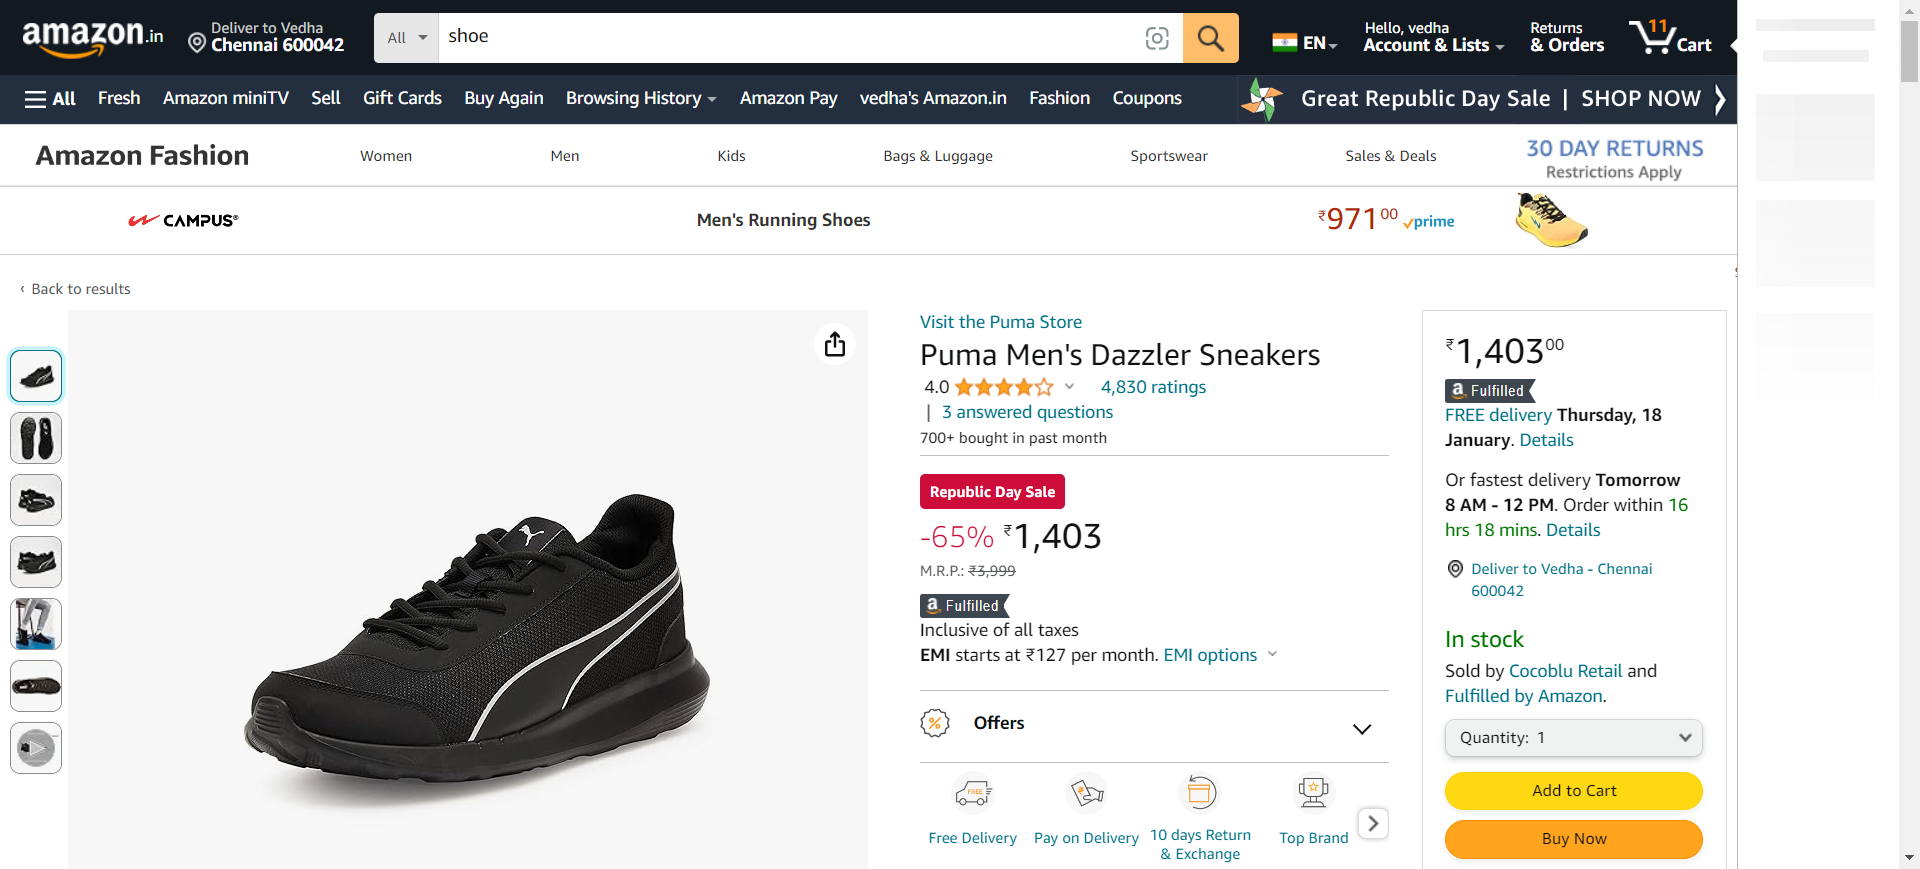 amazon.in
Deliver to Vedha
Chennai 600042
All
shoe
EN
Hello, vedha
Account & Lists
Returns
& Orders
11
Cart
All
Fresh
Amazon miniTV
Sell
Gift Cards
Buy Again
Browsing History
Amazon Pay
vedha's Amazon.in
Fashion
Coupons
Great Republic Day Sale | SHOP NOW
Amazon Fashion
Women
Men
Kids
Bags & Luggage
Sportswear
Sales & Deals
30 DAY RETURNS
Restrictions Apply
CAMPUS®
Men's Running Shoes
₹97100
prime
‹ Back to results
Visit the Puma Store
Puma Men's Dazzler Sneakers
4.0
4,830 ratings
| 3 answered questions
700+ bought in past month
Republic Day Sale
-65% ₹1,403
M.R.P.: ₹3,999
a Fulfilled
Inclusive of all taxes
EMI starts at ₹127 per month. EMI options
Offers
FREE
Free Delivery
Pay on Delivery
10 days Return
& Exchange
Top Brand
₹1,40300
a Fulfilled
FREE delivery Thursday, 18
January. Details
Or fastest delivery Tomorrow
8 AM - 12 PM. Order within 16
hrs 18 mins. Details
Deliver to Vedha - Chennai
600042
In stock
Sold by Cocoblu Retail and
Fulfilled by Amazon.
Quantity: 1
Add to Cart
Buy Now